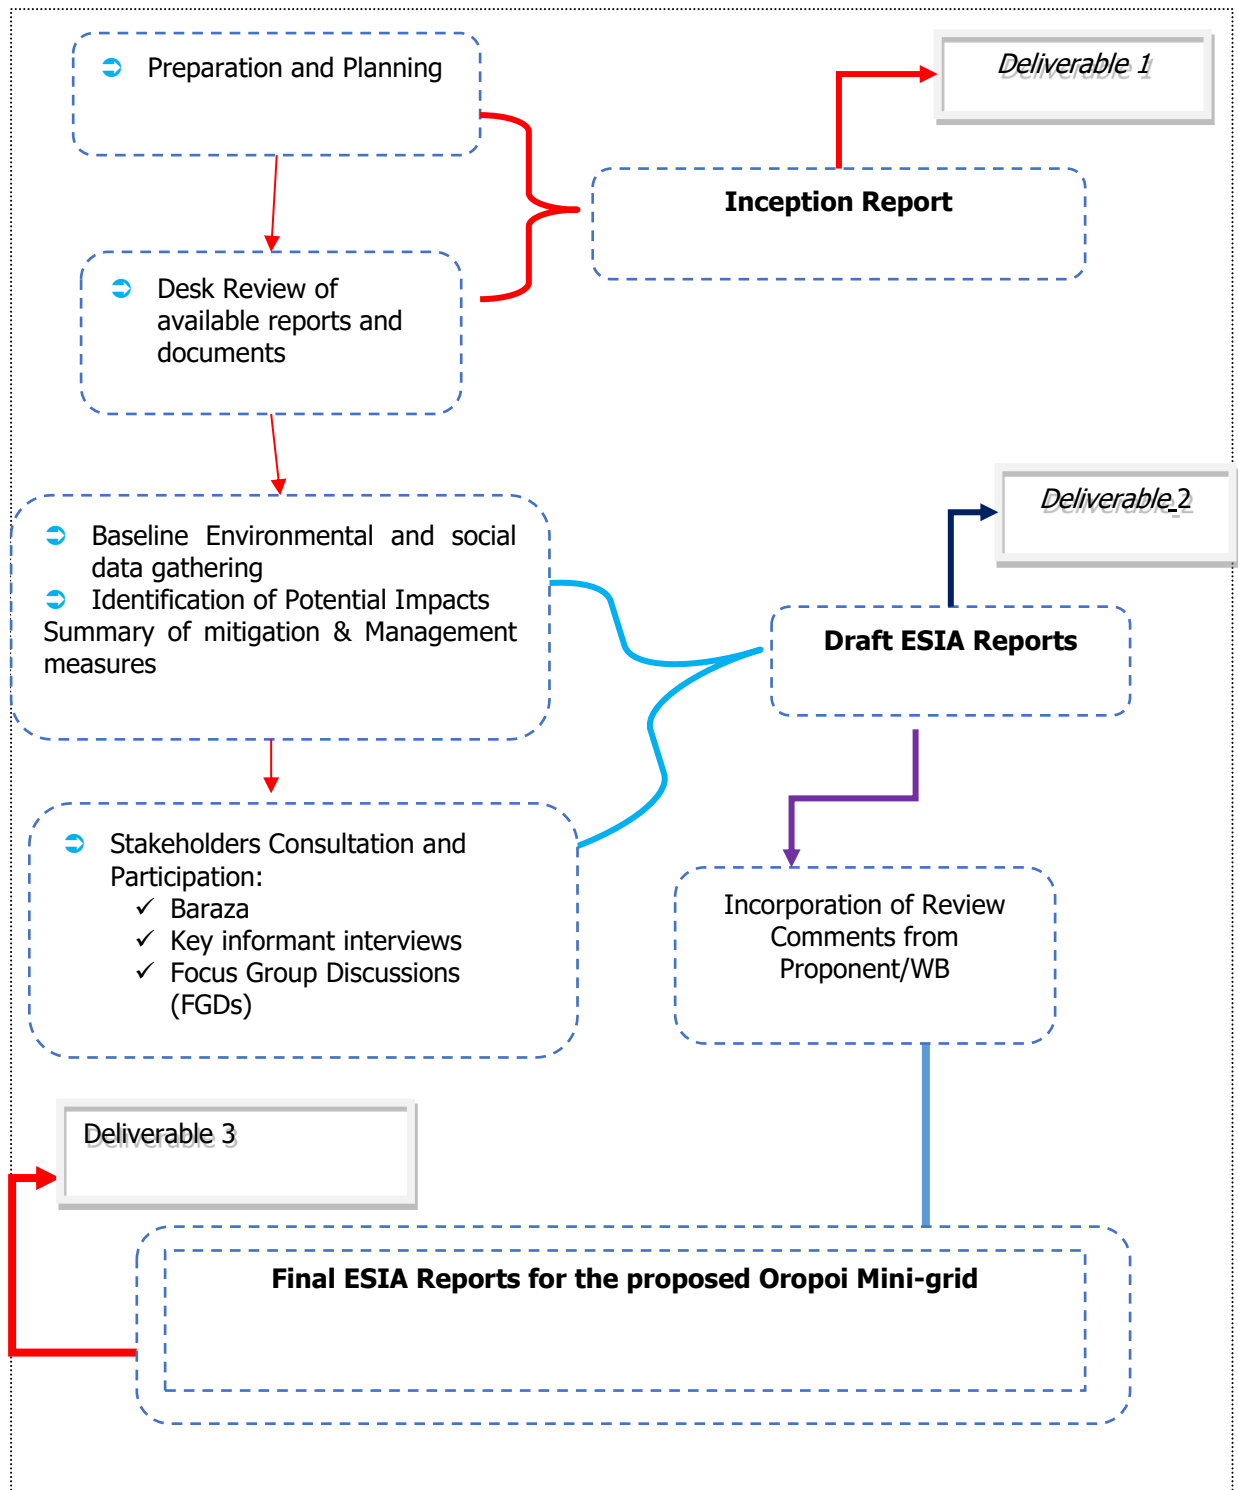 Preparation and Planning
Deliverable 1
Inception Report
Desk Review of
available reports and
documents
Baseline Environmental and social
data gathering
Identification of Potential Impacts
Summary of mitigation & Management
measures
Deliverable 2
Draft ESIA Reports
Stakeholders Consultation and
Participation:
✓ Baraza
✓ Key informant interviews
✓ Focus Group Discussions
(FGDs)
Incorporation of Review
Comments from
Proponent/WB
Deliverable 3
Final ESIA Reports for the proposed Oropoi Mini-grid